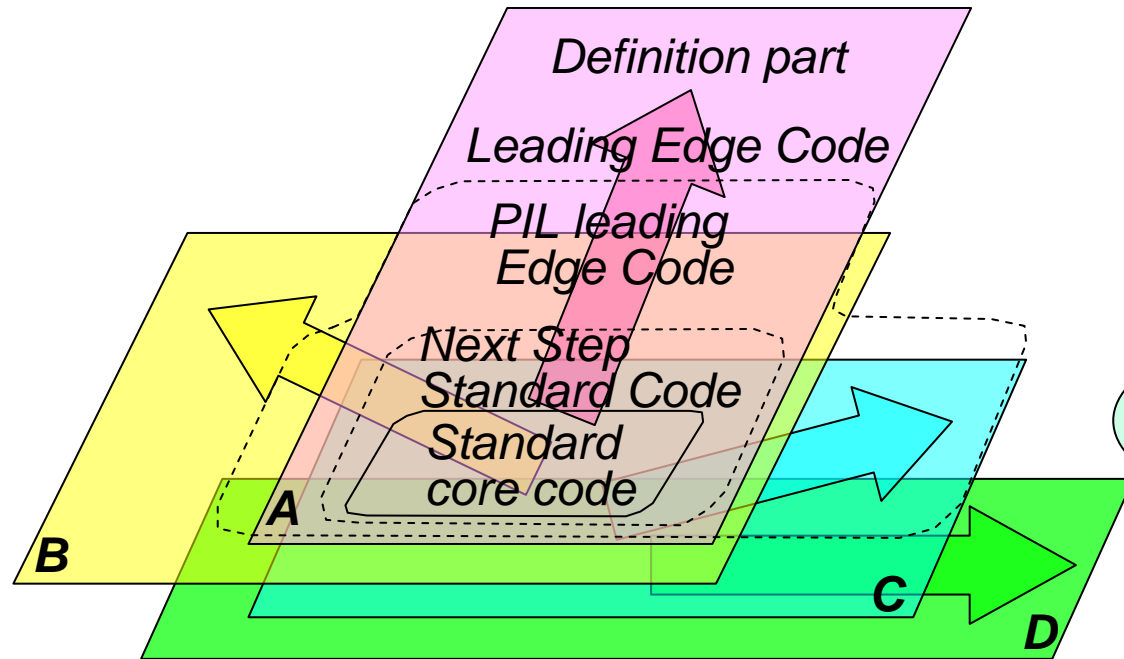 Definition part
Leading Edge Code
PIL leading
Edge Code
Next Step
Standard Code
Standard
core code
A
B
C
D